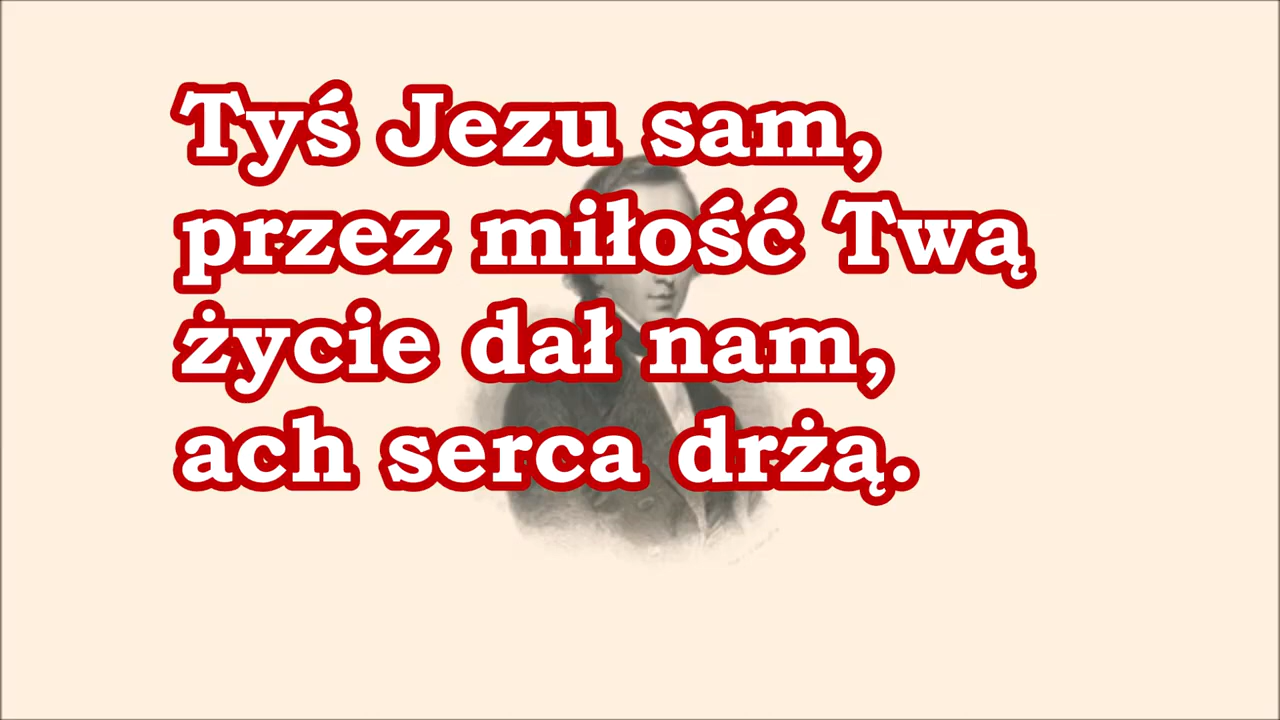 Tyś Jezu sam,
przez miłość Twą
życie dał nam,
ach serca drżą.